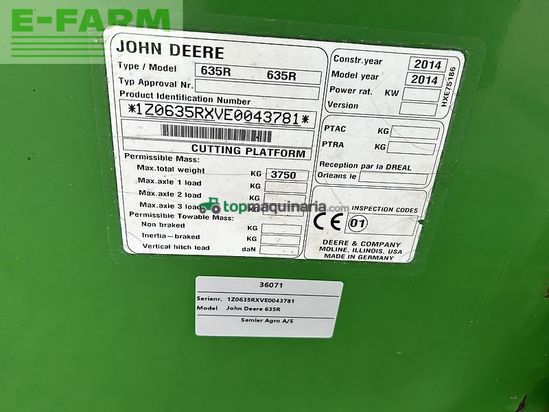 E-FARM
JOHN DEERE
Type / Model 635R 635R
Typ Approval Nr.
Product Identification Number
*1Z0635RXVE0043781*
CUTTING PLATFORM
Permissible Mass:
Max.total weight KG 3750
Max.axle 1 load KG
Max.axle 2 load KG
Max.axle 3 load KG
Permissible Towable Mass:
Non braked KG
Inertia-braked KG
Vertical hitch load daN
Constr.year 2014
Model year 2014
Power rat. KW
Version
HXE75166
PTAC KG
PTRA KG
Reception par la DREAL
Orleans le
INSPECTION CODES
CE 01
DEERE & COMPANY
MOLINE, ILLINOIS, USA
MADE IN GERMANY
topmaquinaria.com
36071
Serienr. 1Z0635RXVE0043781
Model John Deere 635R
Semler Agro A/S